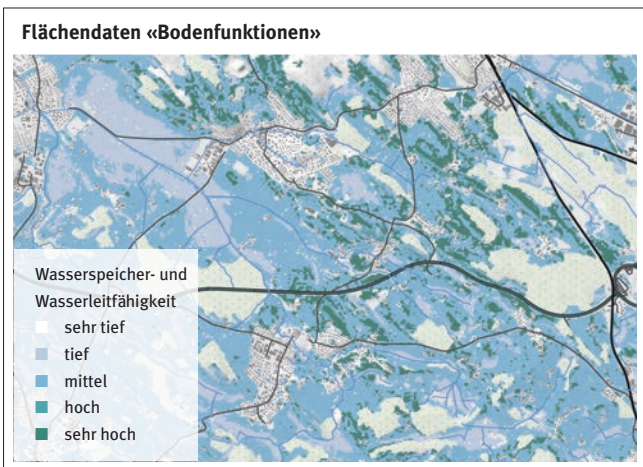 Flächendaten «Bodenfunktionen»
Wasserspeicher- und
Wasserleitfähigkeit
sehr tief
tief
mittel
hoch
sehr hoch